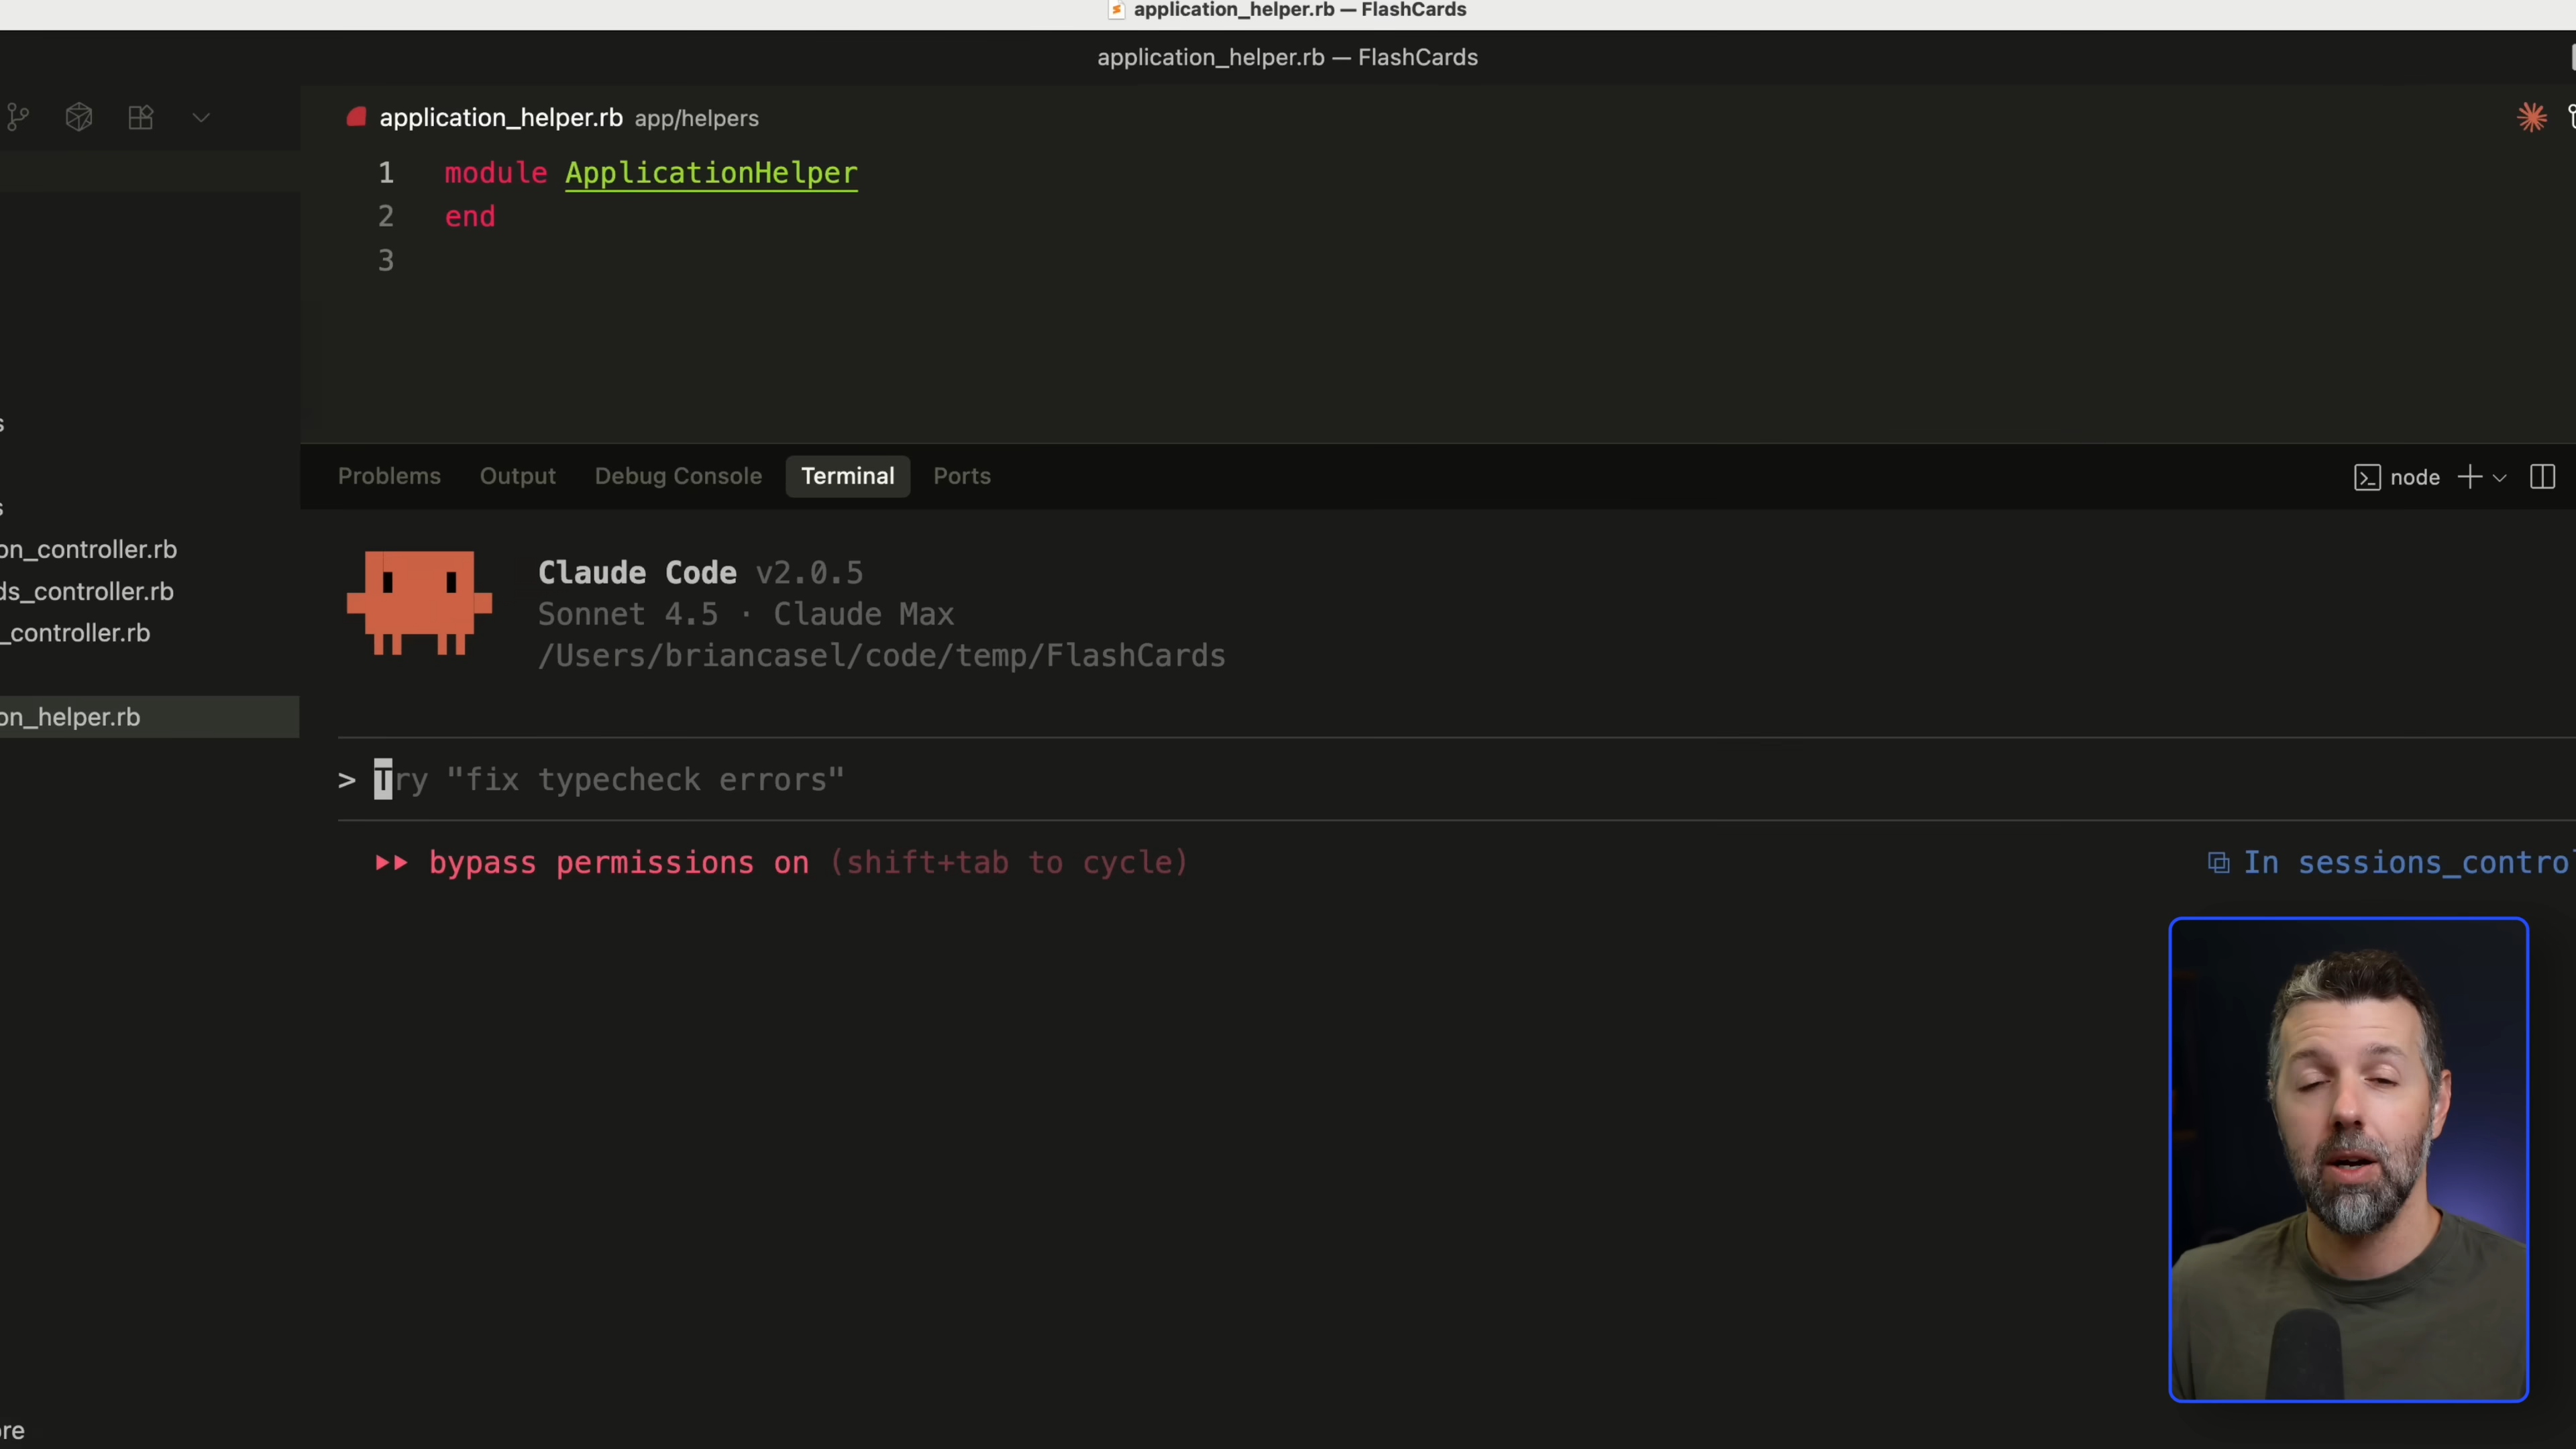 application_helper.rb — FlashCards
application_helper.rb — FlashCards
application_helper.rb app/helpers
1 module ApplicationHelper
2 end
3
s
s
on_controller.rb
ds_controller.rb
_controller.rb
on_helper.rb
ore
Problems Output Debug Console Terminal Ports
node
Claude Code v2.0.5
Sonnet 4.5 · Claude Max
/Users/briancasel/code/temp/FlashCards
> Try "fix typecheck errors"
bypass permissions on (shift+tab to cycle)
In sessions_control